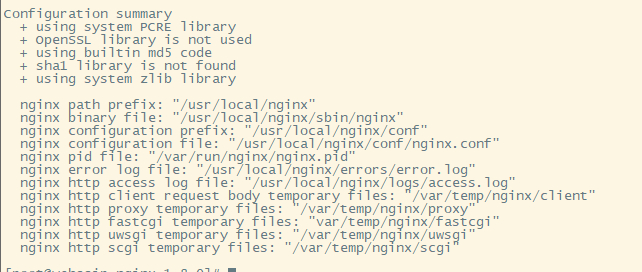 Configuration summary
+ using system PCRE library
+ OpenSSL library is not used
+ using builtin md5 code
+ sha1 library is not found
+ using system zlib library
nginx path prefix: "/usr/local/nginx"
nginx binary file: "/usr/local/nginx/sbin/nginx"
nginx configuration prefix: "/usr/local/nginx/conf"
nginx configuration file: "/usr/local/nginx/conf/nginx.conf"
nginx pid file: "/var/run/nginx/nginx.pid"
nginx error log file: "/usr/local/nginx/errors/error.log"
nginx http access log file: "/usr/local/nginx/logs/access.log"
nginx http client request body temporary files: "/var/temp/nginx/client"
nginx http proxy temporary files: "/var/temp/nginx/proxy"
nginx http fastcgi temporary files: "var/temp/nginx/fastcgi"
nginx http uwsgi temporary files: "/var/temp/nginx/uwsgi"
nginx http scgi temporary files: "/var/temp/nginx/scgi"